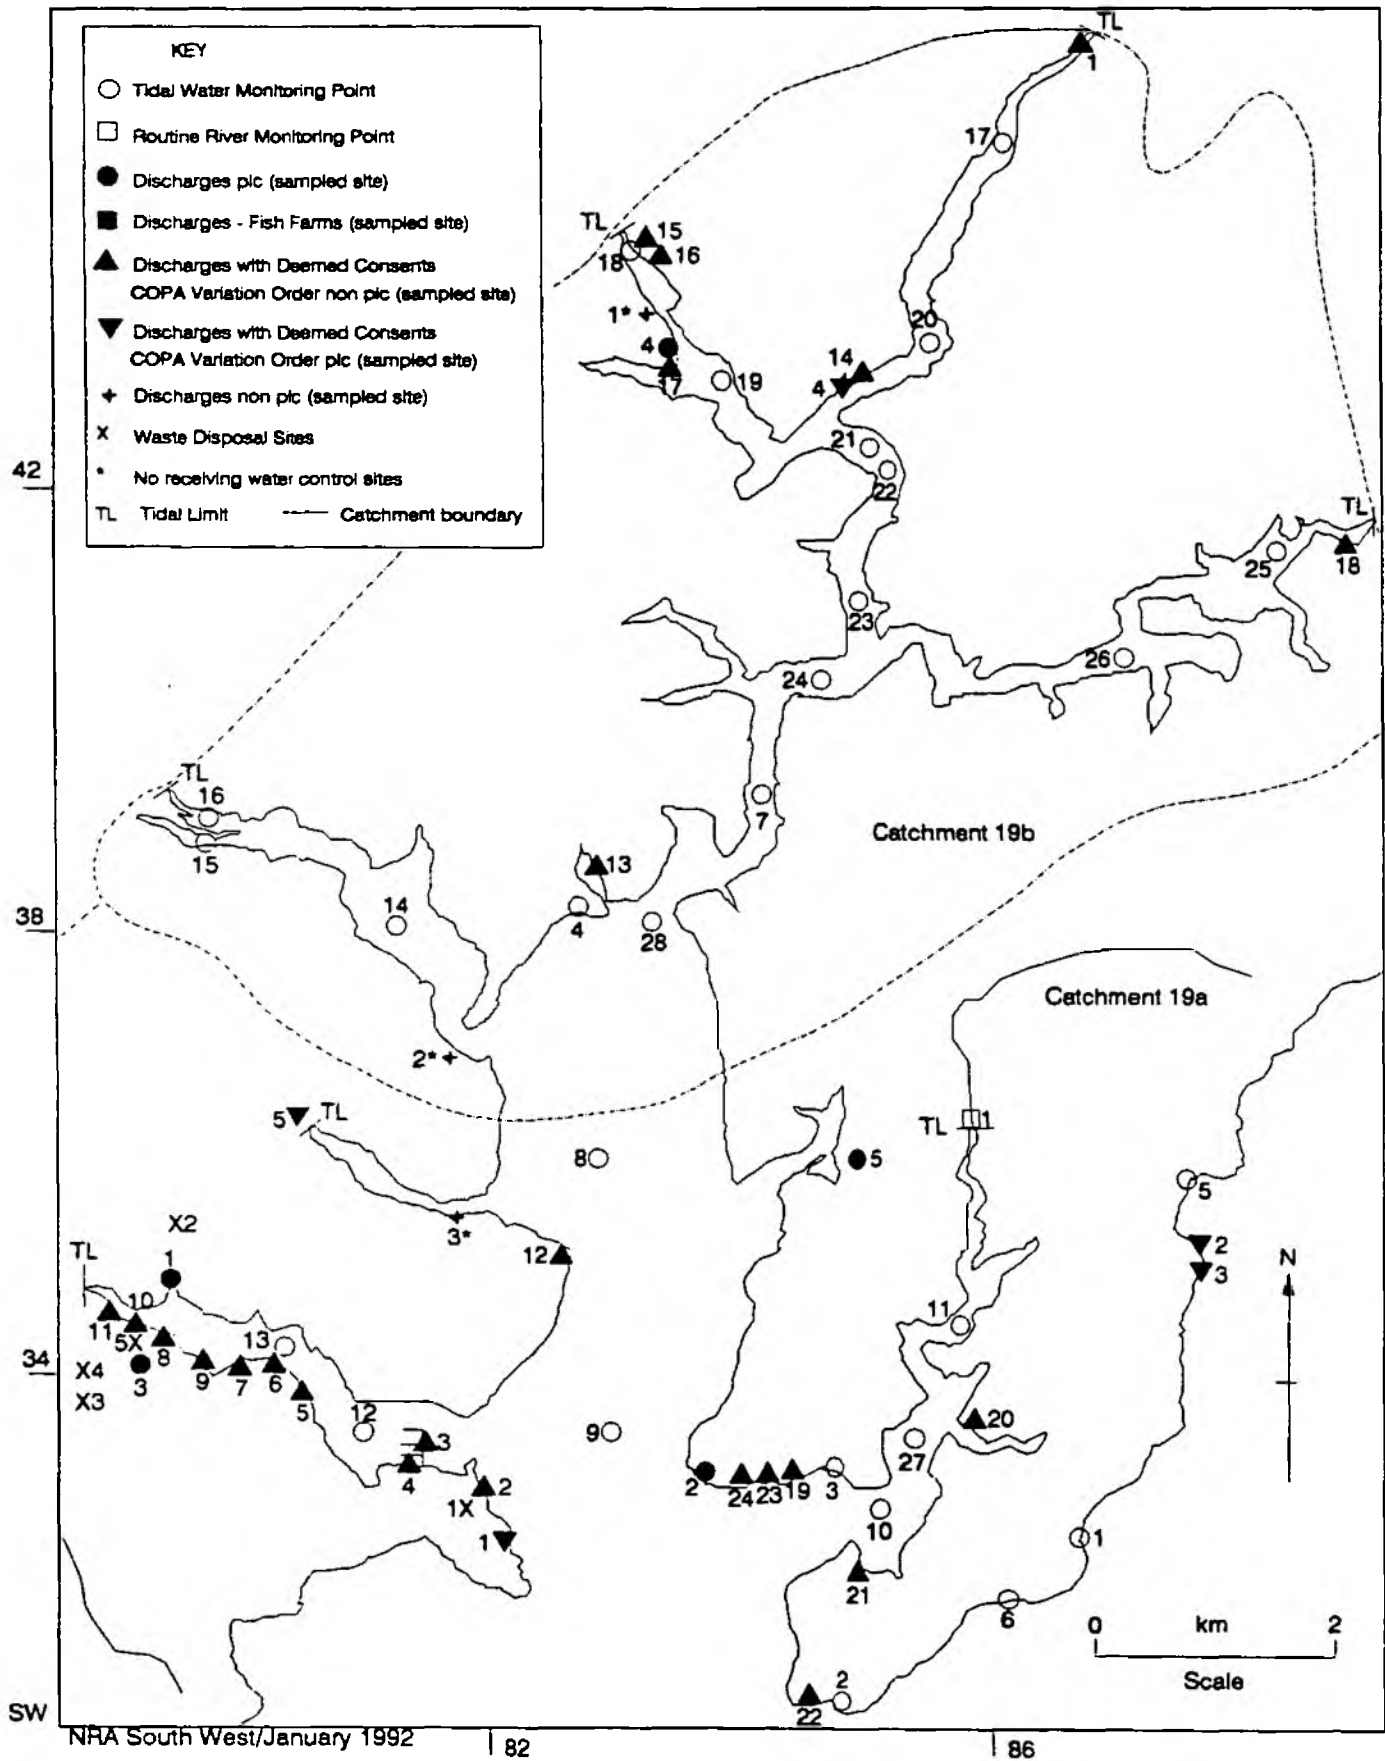 KEY
Tidal Water Monitoring Point
Routine River Monitoring Point
Discharges plc (sampled site)
Discharges - Fish Farms (sampled site)
Discharges with Deemed Consents
COPA Variation Order non plc (sampled site)
Discharges with Deemed Consents
COPA Variation Order plc (sampled site)
Discharges non plc (sampled site)
X Waste Disposal Sites
* No receiving water control sites
TL Tidal Limit Catchment boundary
TL
1
17
TL
15
18
16
1*
4
17
19
20
14
4
21
22
42
TL
25
18
23
26
24
TL
16
15
7
Catchment 19b
13
14
4
28
38
Catchment 19a
2*
5 TL
TL 1
8
5
5
X2
3*
12
2
3
N
TL
1
10
11
5X
8
13
11
34
X4
X3
3
9
7
6
5
12
3
4
9
20
27
2
24 23 19 3
2
1X
10
1
1
21
6
0 km 2
Scale
2
22
SW
NRA South West/January 1992
82
86